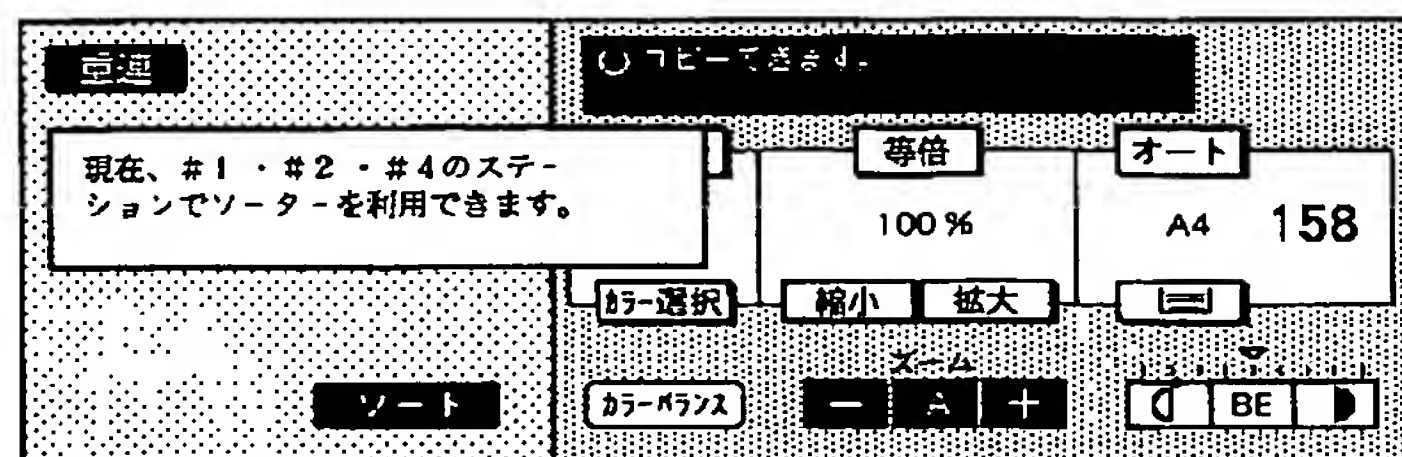 重連
コピーできます。
現在、#1・#2・#4のステー
ションでソーターを利用できます。
等倍
オート
100%
A4
158
カラー選択
縮小
拡大
ズーム
ソート
カラーバランス
− A +
BE